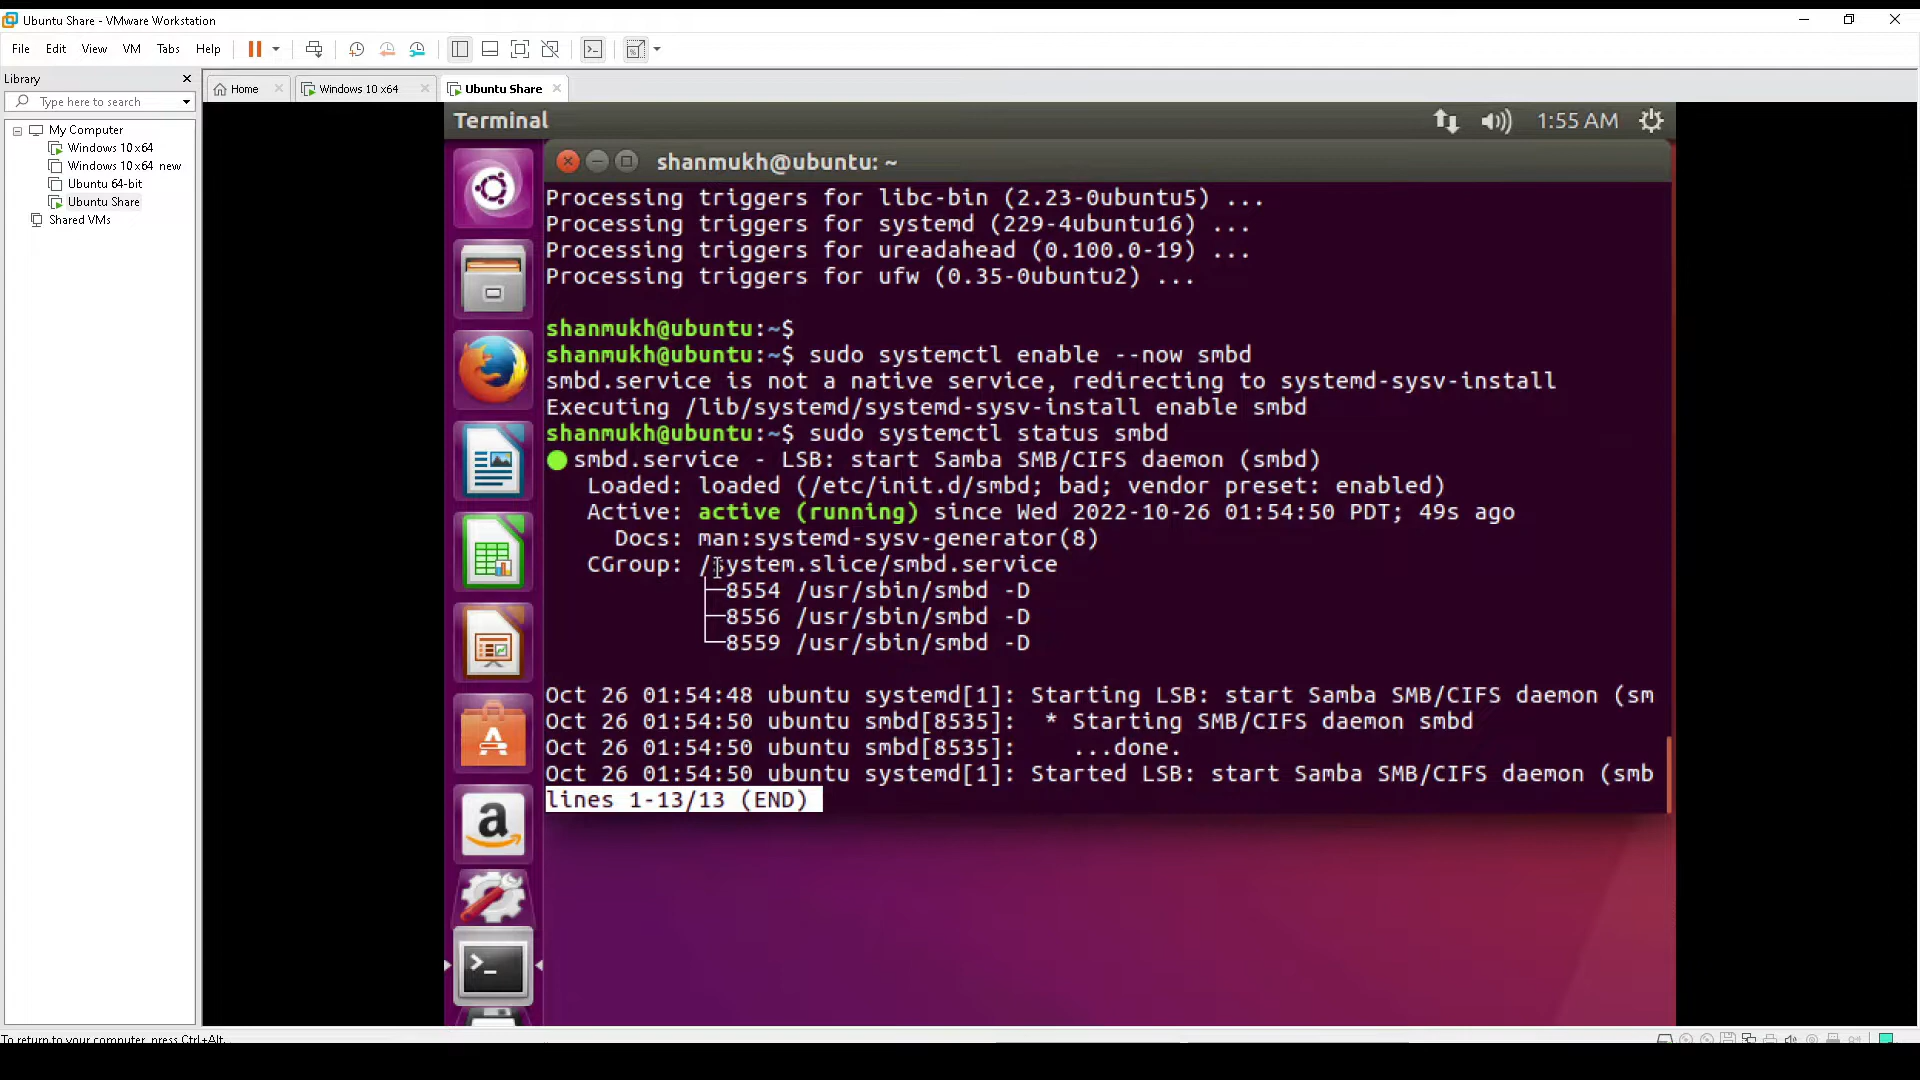 Ubuntu Share - VMware Workstation
File Edit View VM Tabs Help
Library
Type here to search
My Computer
Windows 10 x64
Windows 10 x64 new
Ubuntu 64-bit
Ubuntu Share
Shared VMs
Home Windows 10 x64 Ubuntu Share
Terminal 1:55 AM
shanmukh@ubuntu: ~
Processing triggers for libc-bin (2.23-0ubuntu5) ...
Processing triggers for systemd (229-4ubuntu16) ...
Processing triggers for ureadahead (0.100.0-19) ...
Processing triggers for ufw (0.35-0ubuntu2) ...
shanmukh@ubuntu:~$
shanmukh@ubuntu:~$ sudo systemctl enable --now smbd
smbd.service is not a native service, redirecting to systemd-sysv-install
Executing /lib/systemd/systemd-sysv-install enable smbd
shanmukh@ubuntu:~$ sudo systemctl status smbd
● smbd.service - LSB: start Samba SMB/CIFS daemon (smbd)
Loaded: loaded (/etc/init.d/smbd; bad; vendor preset: enabled)
Active: active (running) since Wed 2022-10-26 01:54:50 PDT; 49s ago
Docs: man:systemd-sysv-generator(8)
CGroup: /system.slice/smbd.service
├─8554 /usr/sbin/smbd -D
├─8556 /usr/sbin/smbd -D
└─8559 /usr/sbin/smbd -D
Oct 26 01:54:48 ubuntu systemd[1]: Starting LSB: start Samba SMB/CIFS daemon (sm
Oct 26 01:54:50 ubuntu smbd[8535]:  * Starting SMB/CIFS daemon smbd
Oct 26 01:54:50 ubuntu smbd[8535]:    ...done.
Oct 26 01:54:50 ubuntu systemd[1]: Started LSB: start Samba SMB/CIFS daemon (smb
lines 1-13/13 (END)
To return to your computer, press Ctrl+Alt.